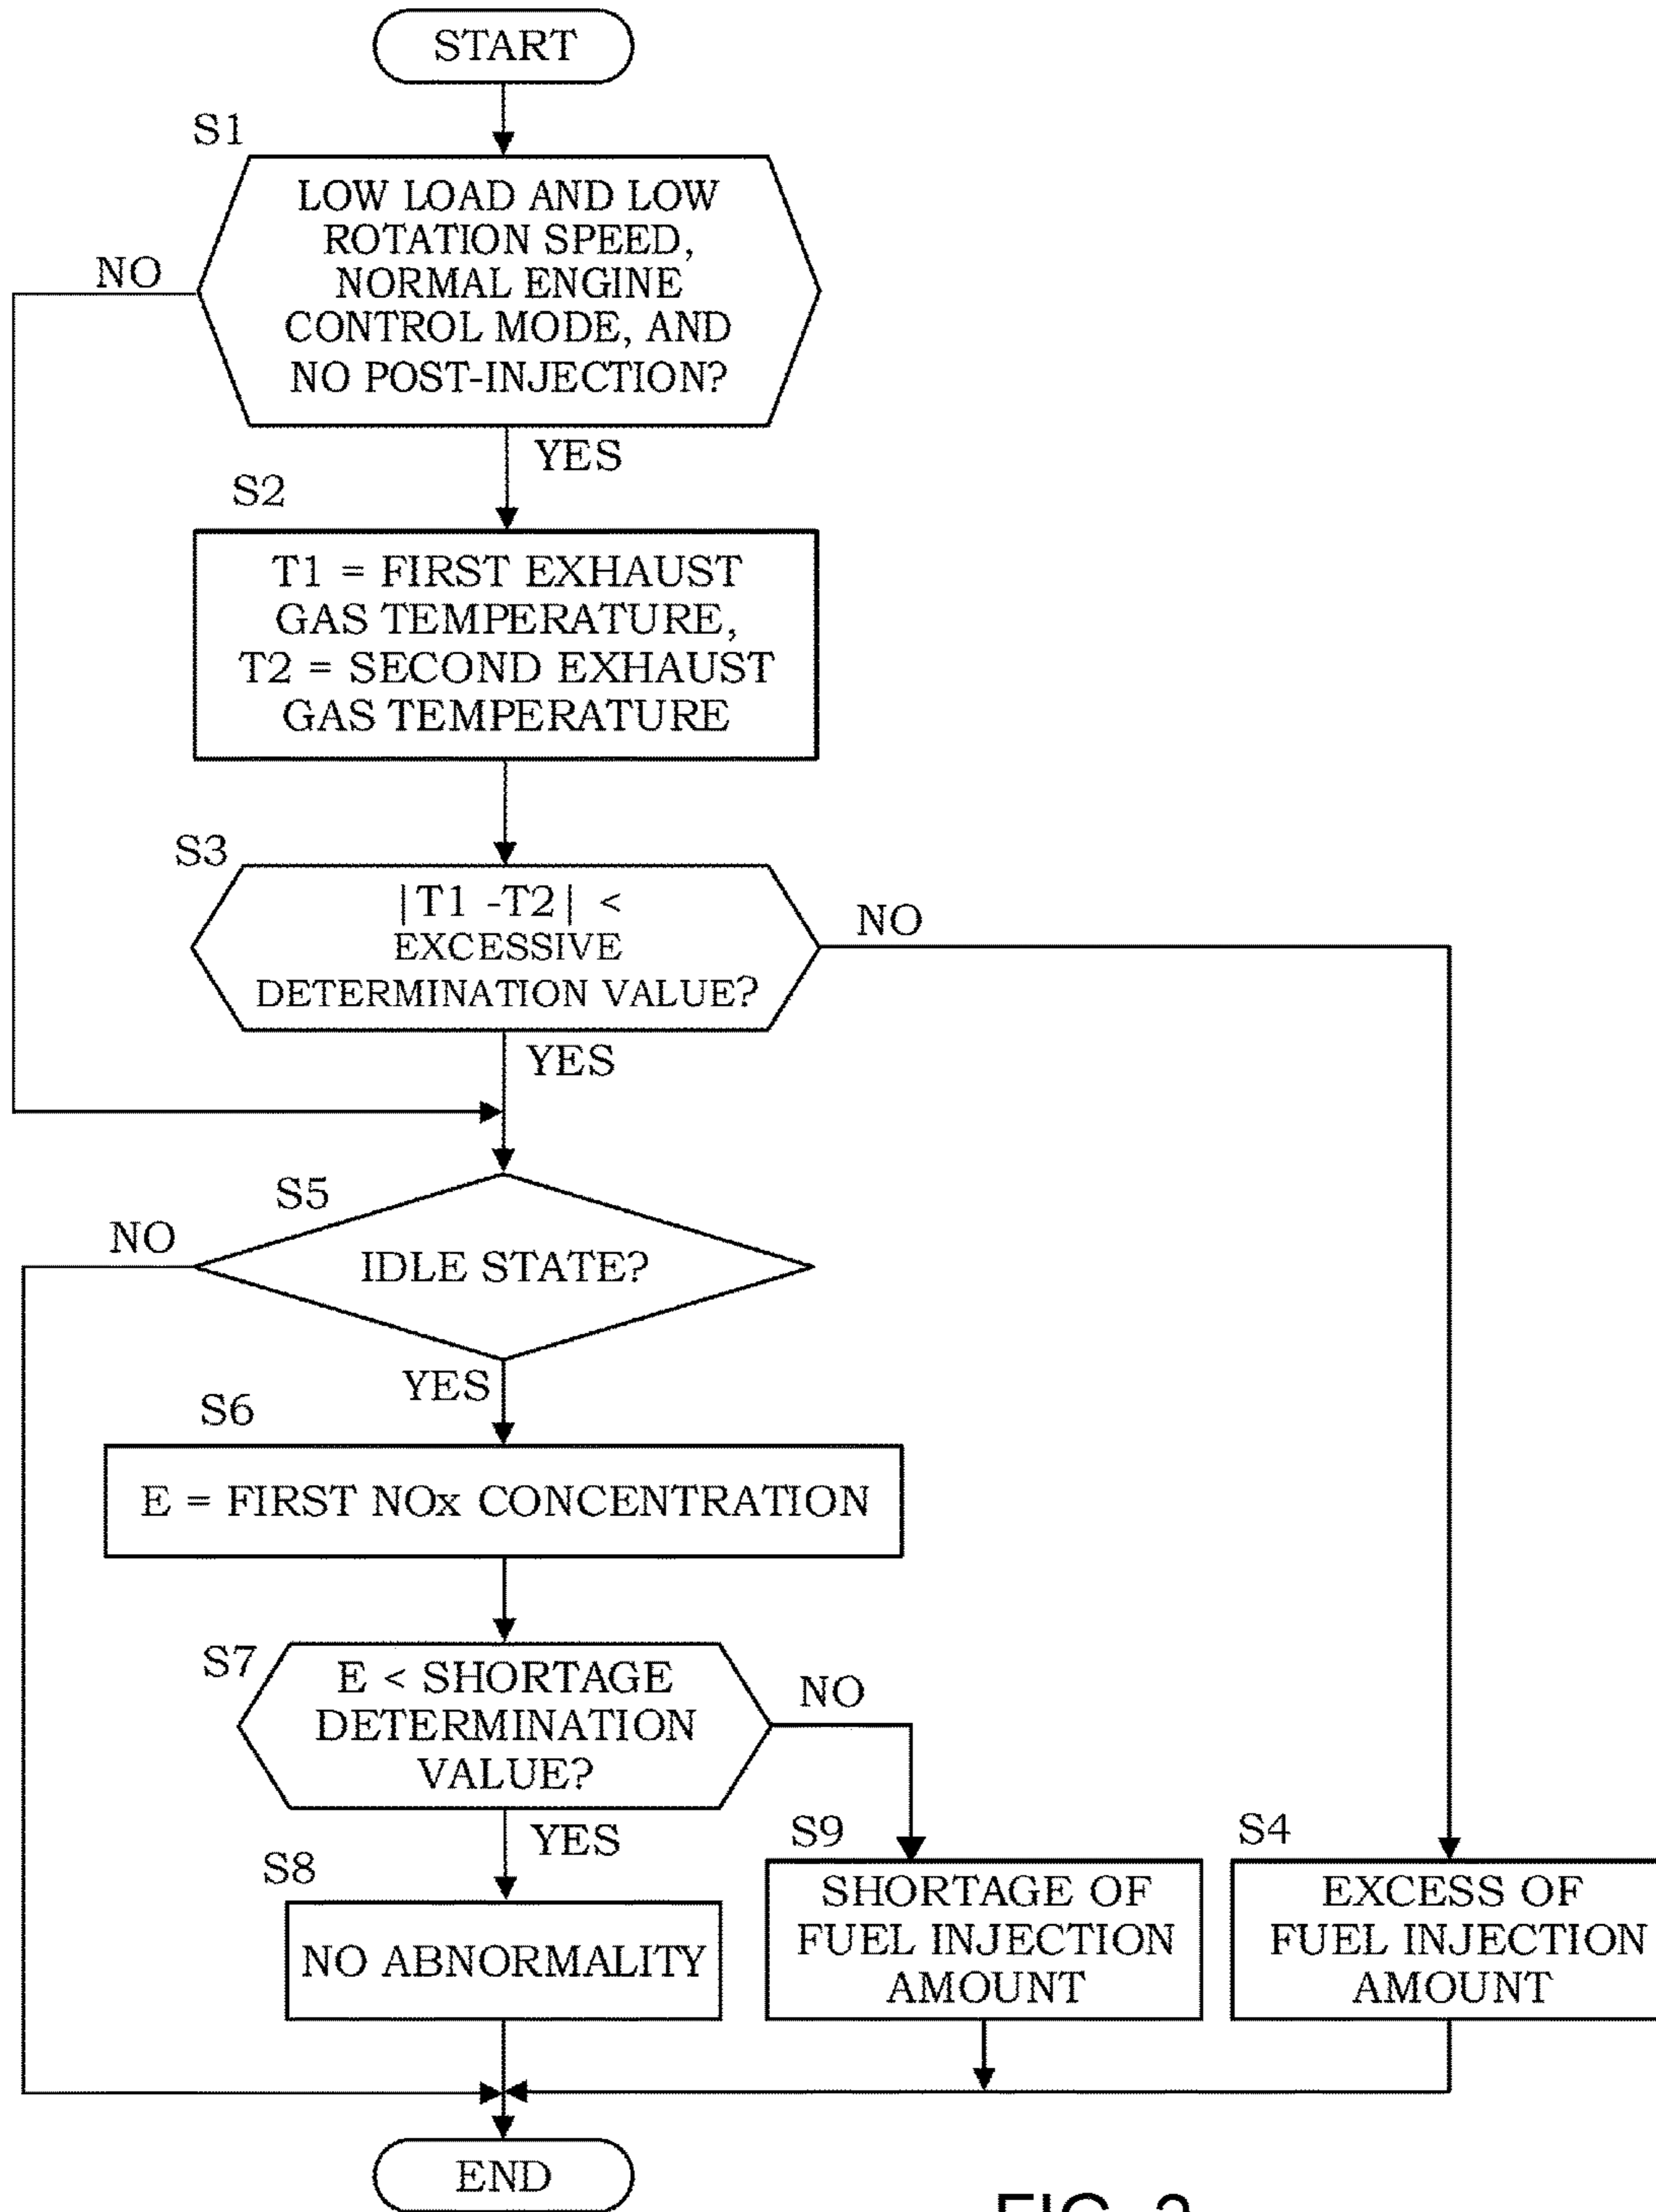 START
S1
LOW LOAD AND LOW
ROTATION SPEED,
NORMAL ENGINE
CONTROL MODE, AND
NO POST-INJECTION?
NO
YES
S2
T1 = FIRST EXHAUST
GAS TEMPERATURE,
T2 = SECOND EXHAUST
GAS TEMPERATURE
S3
|T1 -T2| <
EXCESSIVE
DETERMINATION VALUE?
NO
YES
S5
NO
IDLE STATE?
YES
S6
E = FIRST NOx CONCENTRATION
S7
E < SHORTAGE
DETERMINATION
VALUE?
NO
YES
S8
NO ABNORMALITY
S9
SHORTAGE OF
FUEL INJECTION
AMOUNT
S4
EXCESS OF
FUEL INJECTION
AMOUNT
END